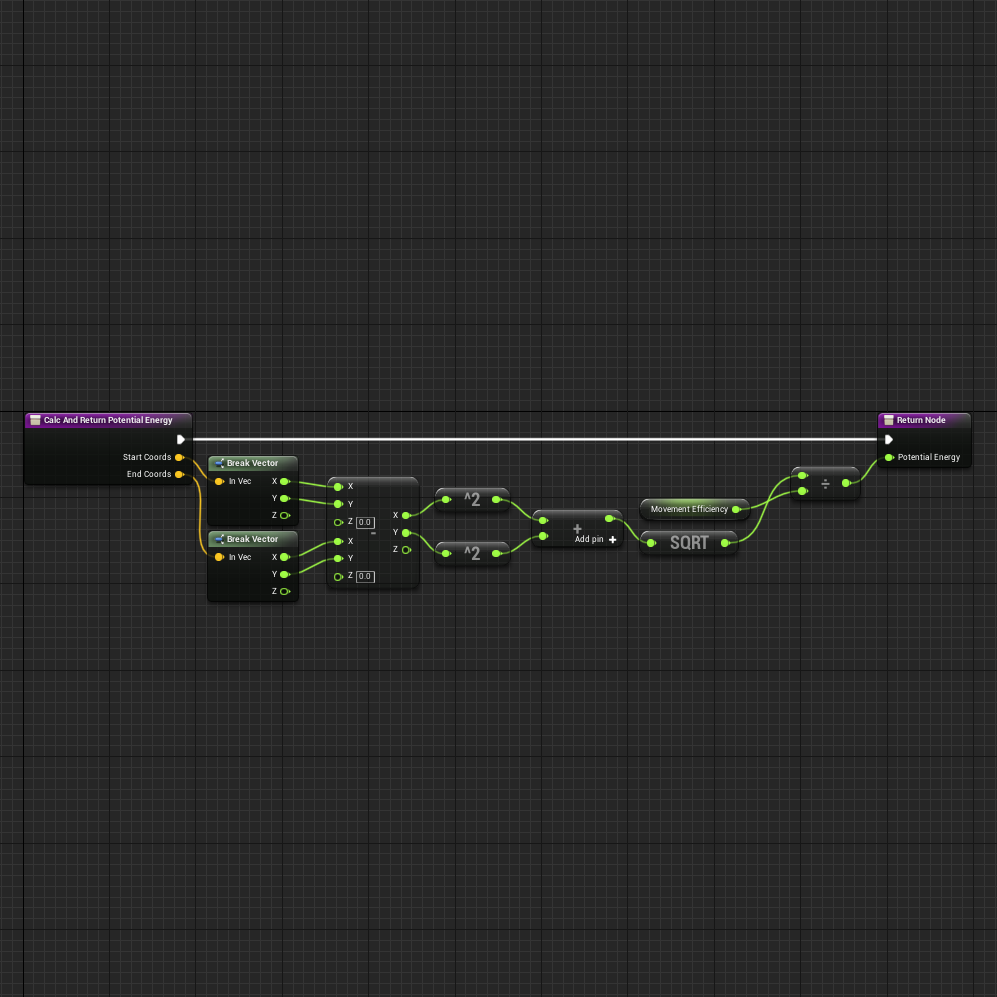 Calc And Return Potential Energy
Start Coords
End Coords
Break Vector
In Vec X
Y
Z
Break Vector
In Vec X
Y
Z
X
Y
Z 0.0
X
Y
Z 0.0
-
X
Y
Z
^2
^2
+
Add pin +
Movement Efficiency
SQRT
÷
Return Node
Potential Energy